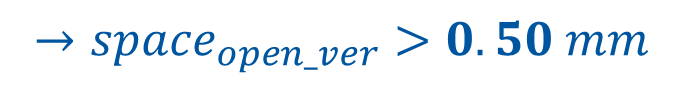 → space_open_ver > 0.50 mm